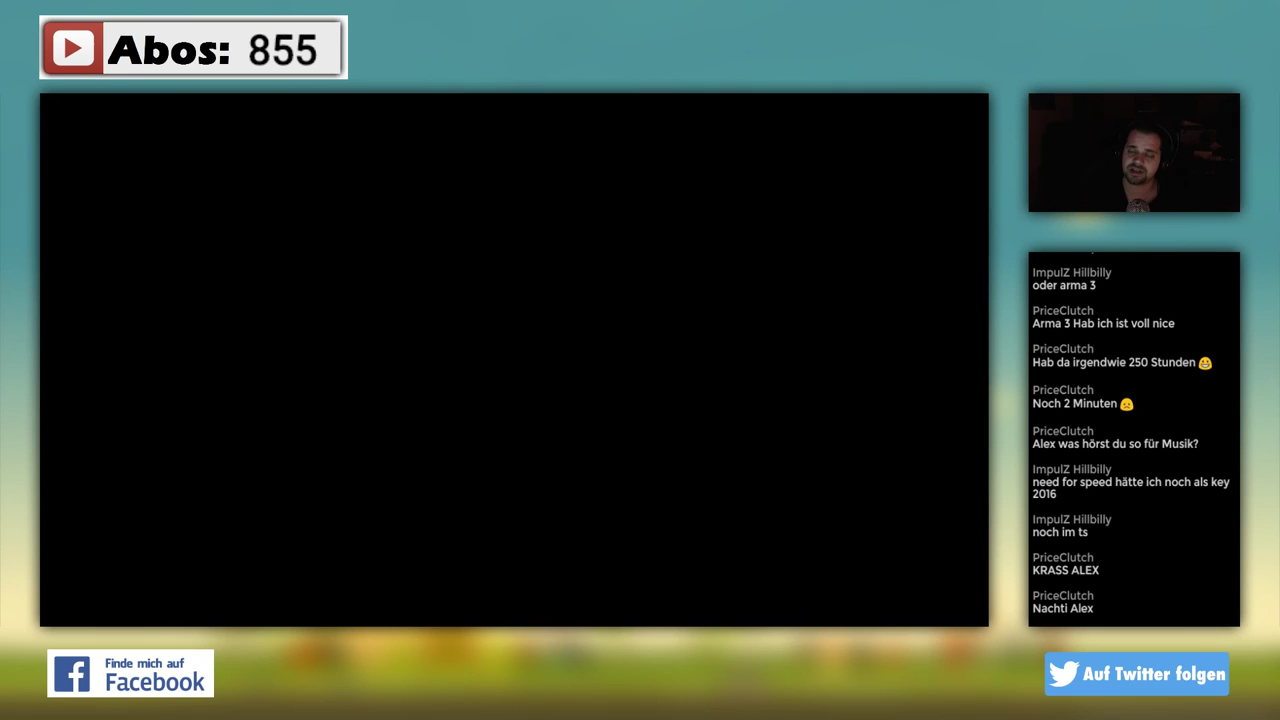 Abos: 855
ImpulZ Hillbilly
oder arma 3
PriceClutch
Arma 3 Hab ich ist voll nice
PriceClutch
Hab da irgendwie 250 Stunden 😀
PriceClutch
Noch 2 Minuten ☹️
PriceClutch
Alex was hörst du so für Musik?
ImpulZ Hillbilly
need for speed hätte ich noch als key
2016
ImpulZ Hillbilly
noch im ts
PriceClutch
KRASS ALEX
PriceClutch
Nachti Alex
Finde mich auf
Facebook
Auf Twitter folgen